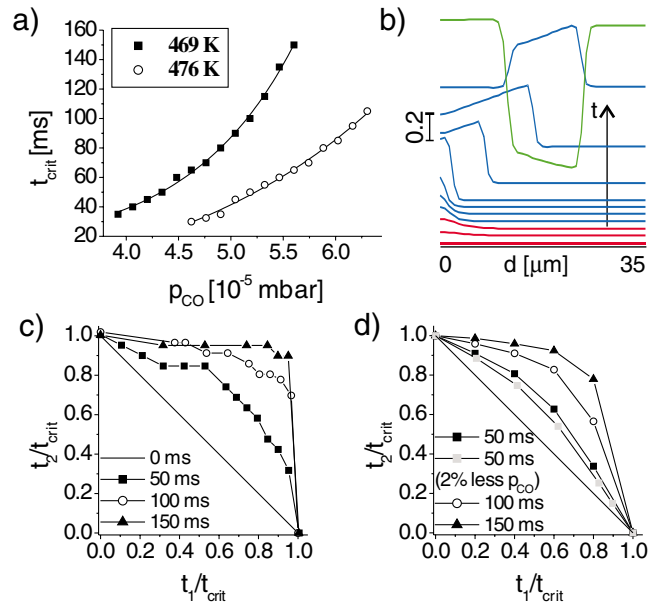 a)
160
140
120
100
80
60
40
20
t_crit [ms]
469 K
476 K
4.0 4.5 5.0 5.5 6.0
p_CO [10^-5 mbar]
b)
0.2
t
0 d [µm] 35
c)
1.0
0.8
0.6
0.4
0.2
0.0
t_2/t_crit
0 ms
50 ms
100 ms
150 ms
0.0 0.2 0.4 0.6 0.8 1.0
t_1/t_crit
d)
1.0
0.8
0.6
0.4
0.2
0.0
t_2/t_crit
50 ms
50 ms
(2% less p_CO)
100 ms
150 ms
0.0 0.2 0.4 0.6 0.8 1.0
t_1/t_crit